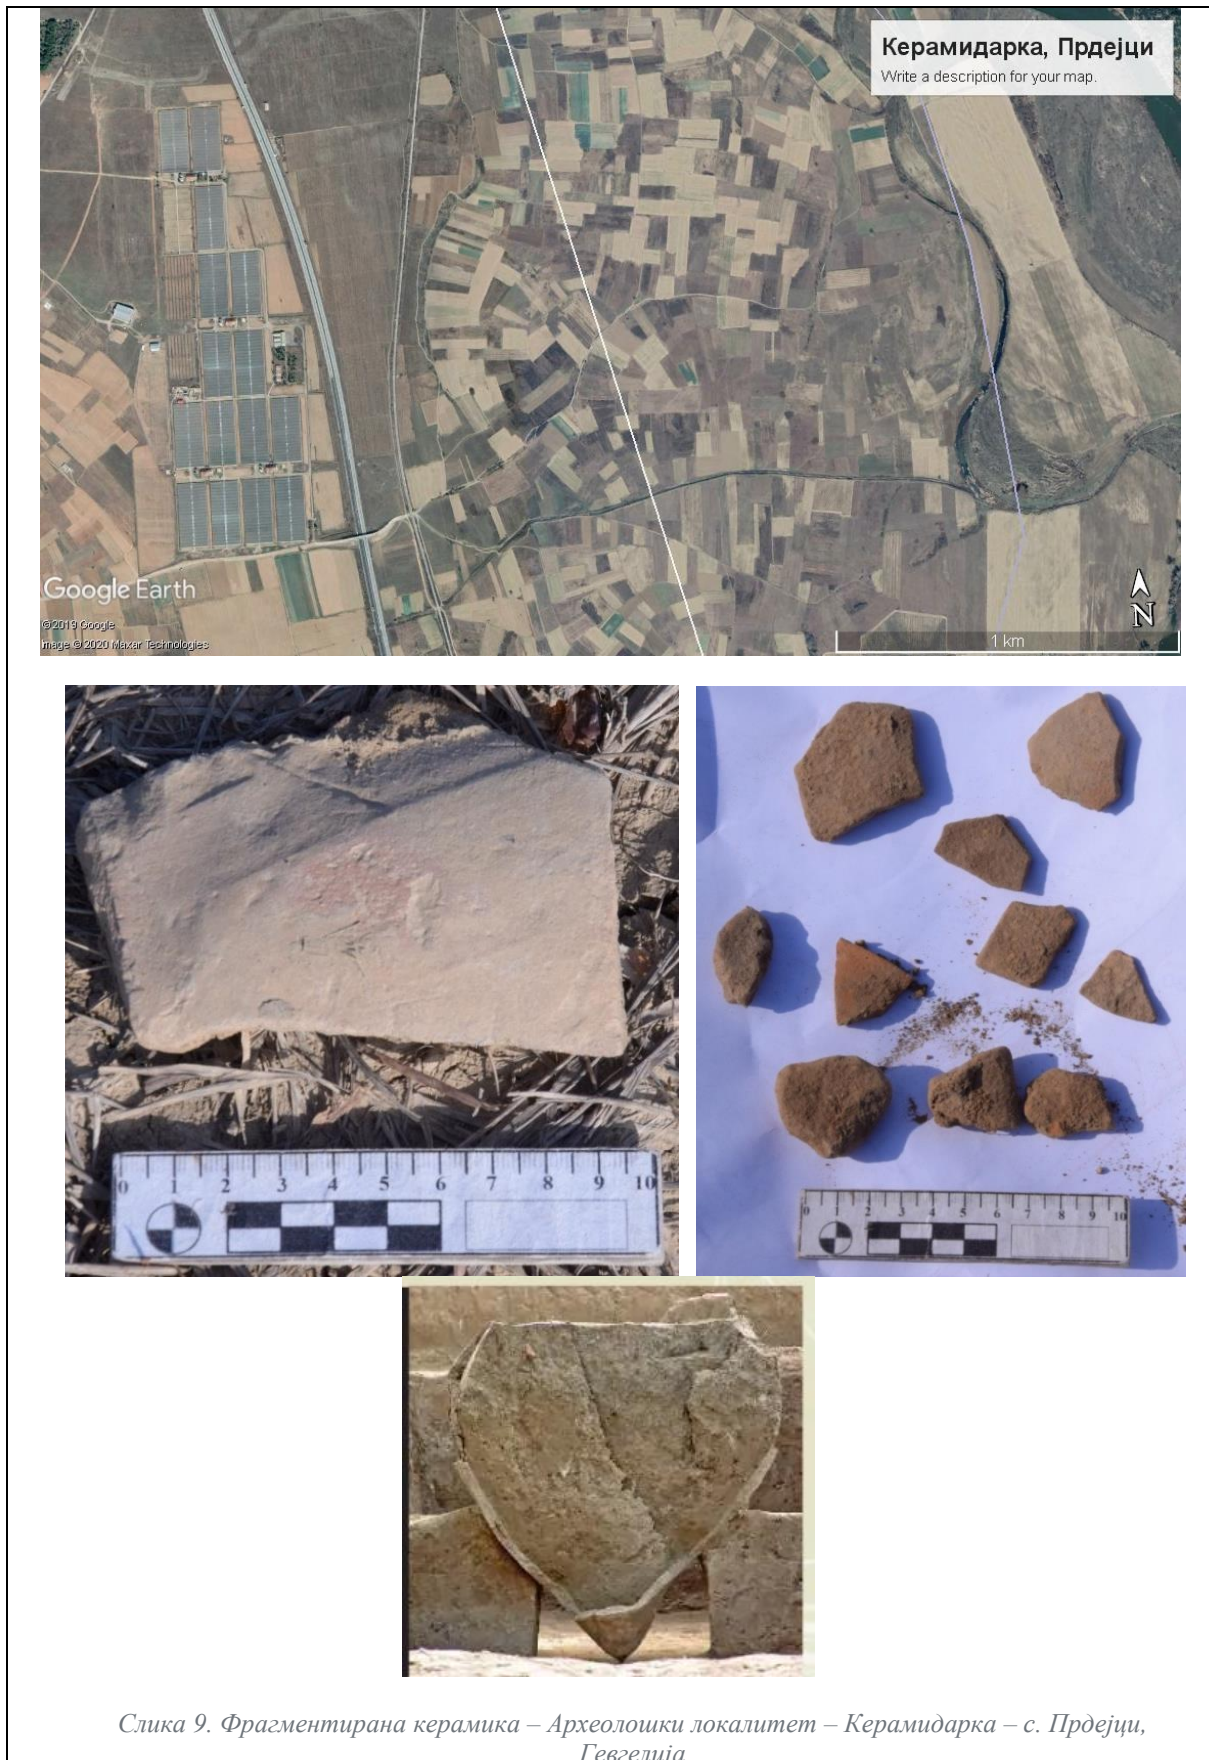 Керамидарка, Прдејци
Write a description for your map.
Google Earth
©2019 Google
Image © 2020 Maxar Technologies
N
1 km
0 1 2 3 4 5 6 7 8 9 10
0 1 2 3 4 5 6 7 8 9 10
Слика 9. Фрагментирана керамика – Археолошки локалитет – Керамидарка – с. Прдејци,
Гевгелија